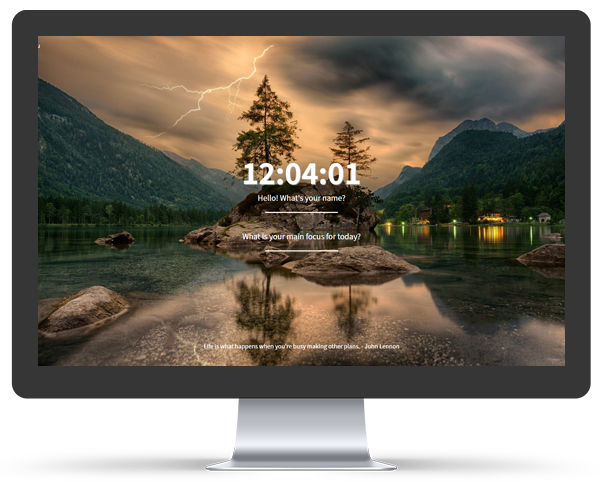 12:04:01
Hello! What's your name?
What is your main focus for today?
Life is what happens when you're busy making other plans. - John Lennon